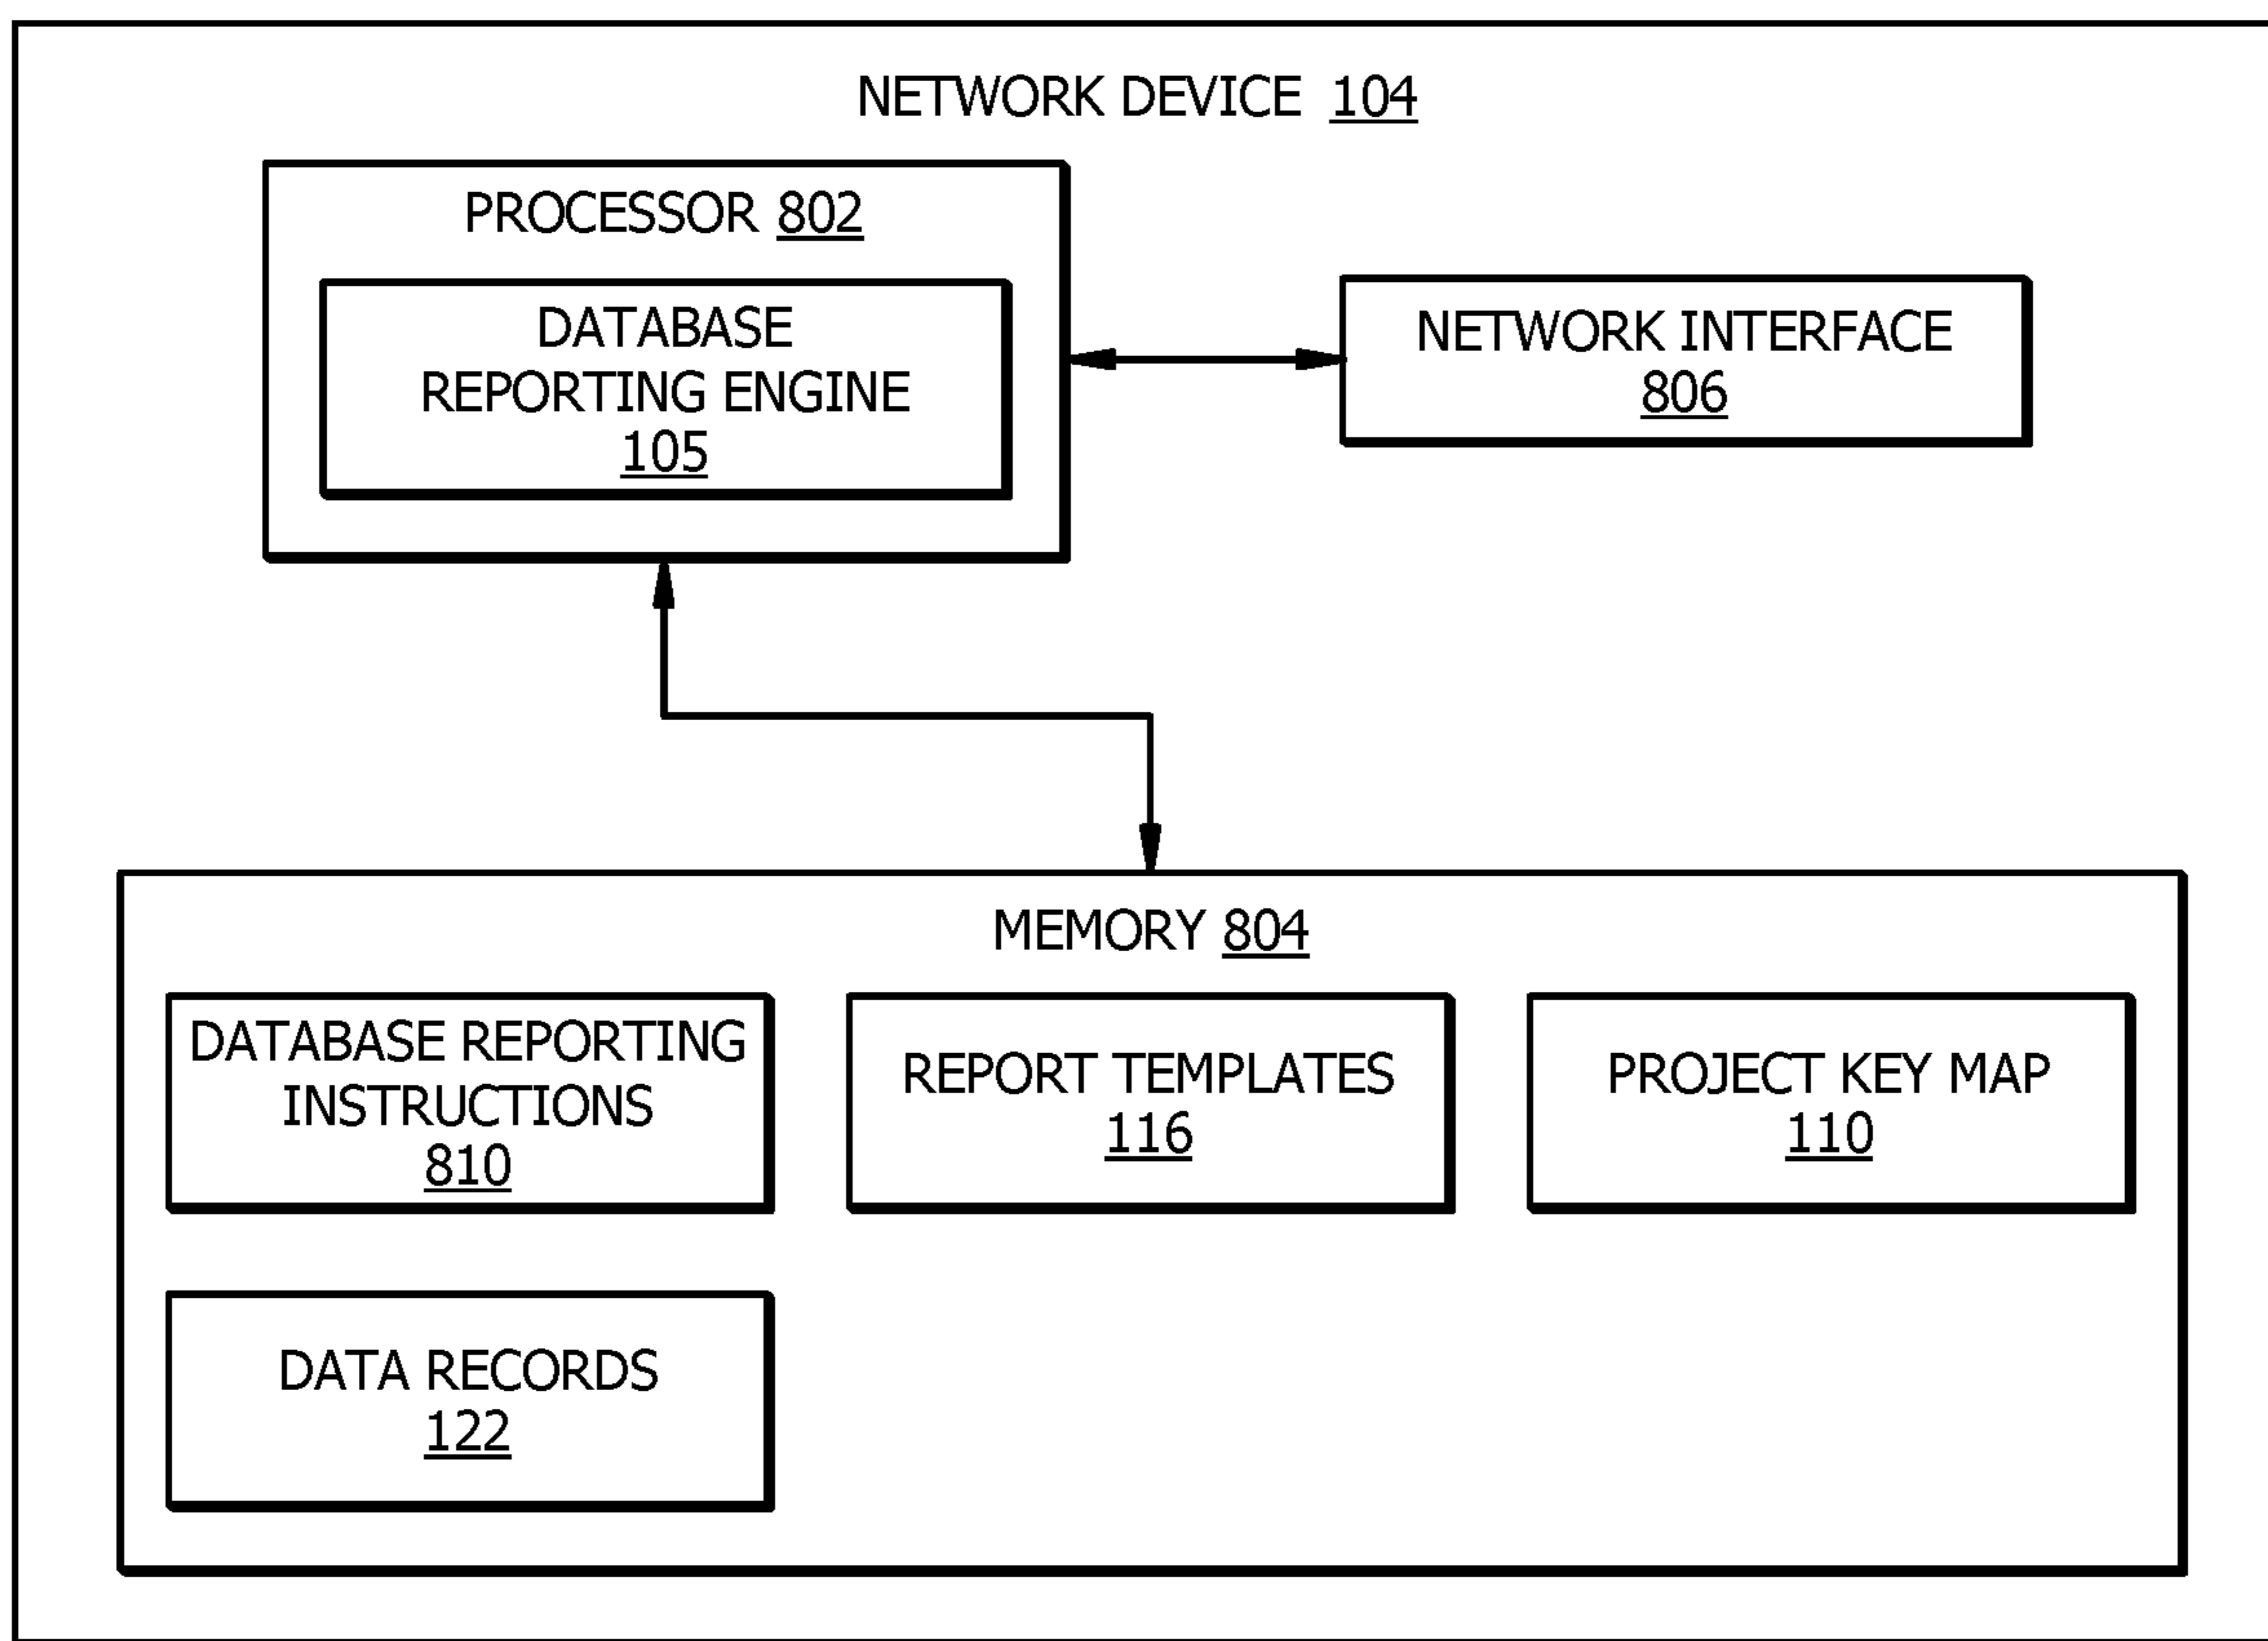 NETWORK DEVICE 104
PROCESSOR 802
DATABASE
REPORTING ENGINE
105
NETWORK INTERFACE
806
MEMORY 804
DATABASE REPORTING
INSTRUCTIONS
810
REPORT TEMPLATES
116
PROJECT KEY MAP
110
DATA RECORDS
122